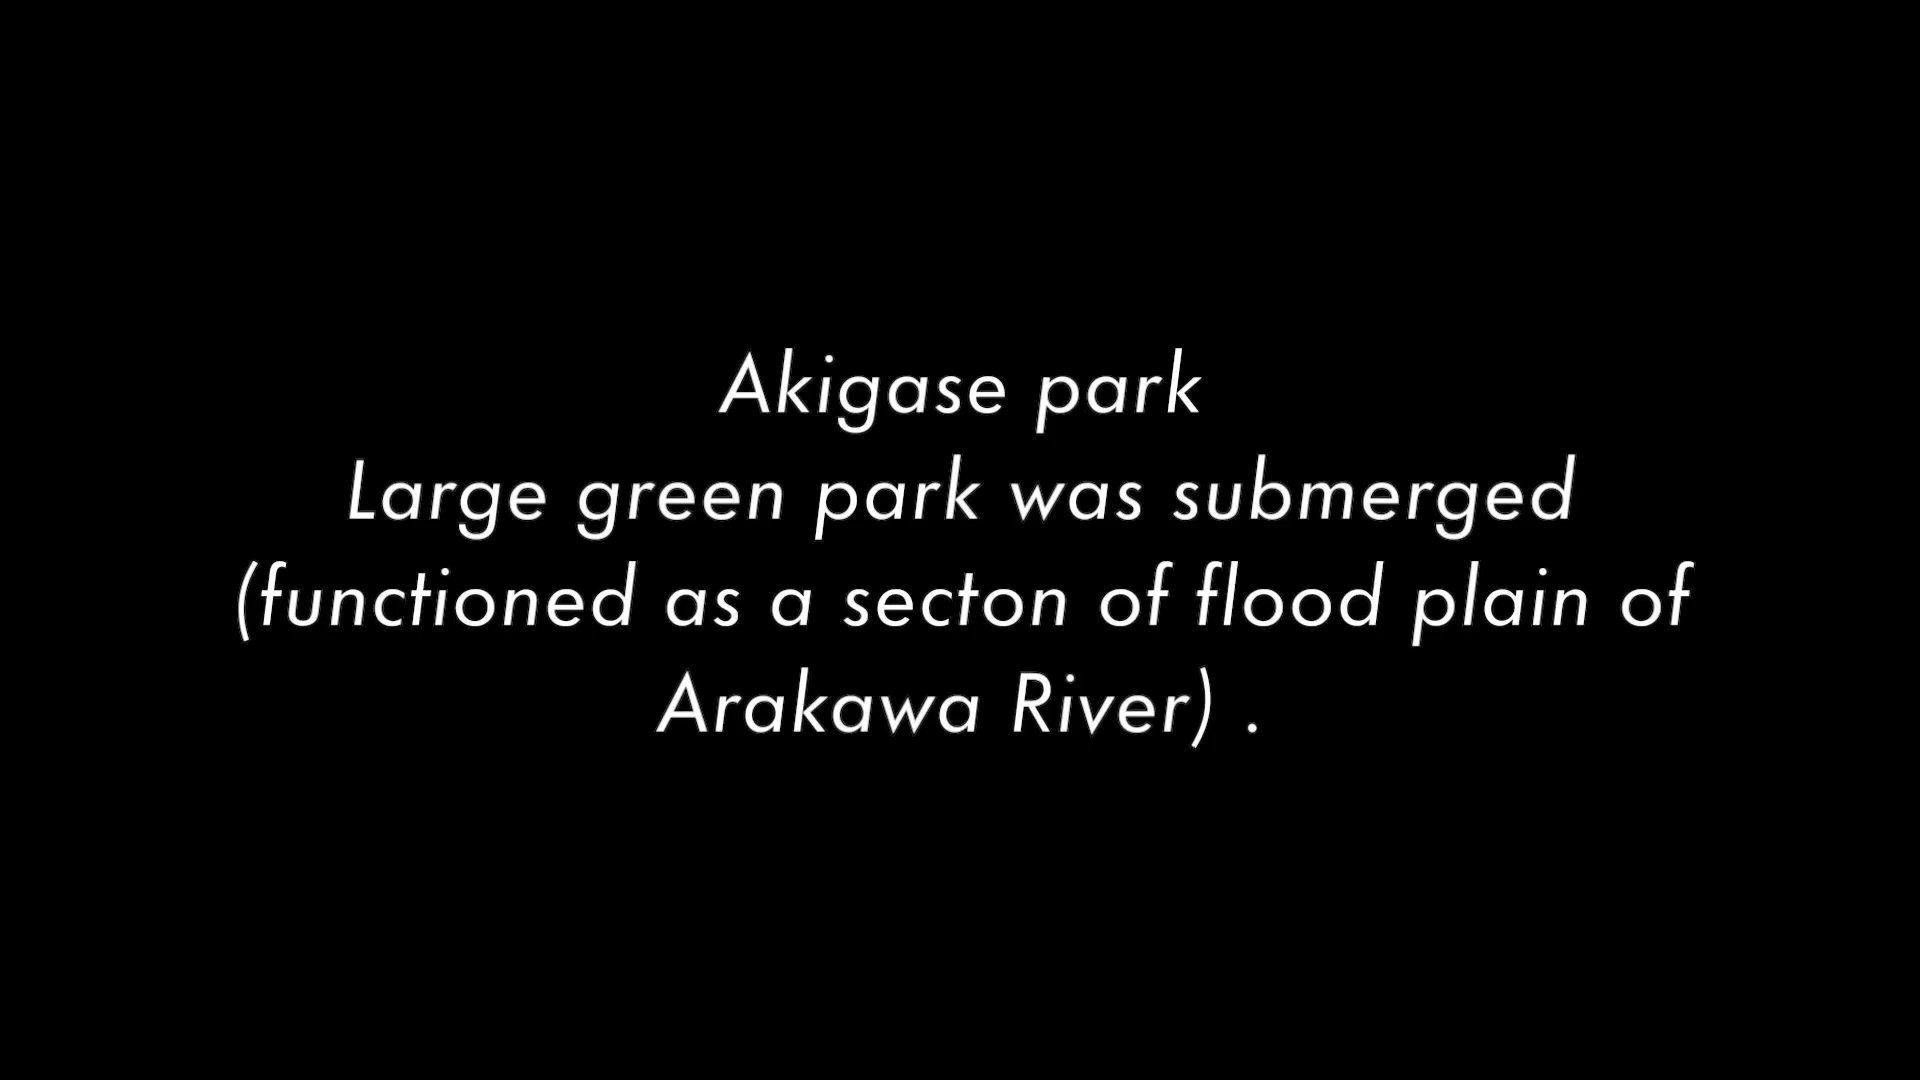 Akigase park
Large green park was submerged
(functioned as a secton of flood plain of
Arakawa River) .